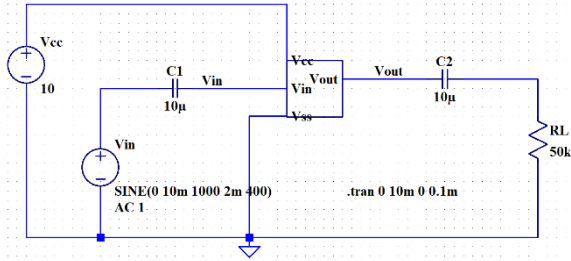 Vcc
10
C1
10µ
Vin
Vcc
Vin
Vss
Vout
Vout
C2
10µ
RL
50k
Vin
SINE(0 10m 1000 2m 400)
AC 1
.tran 0 10m 0 0.1m